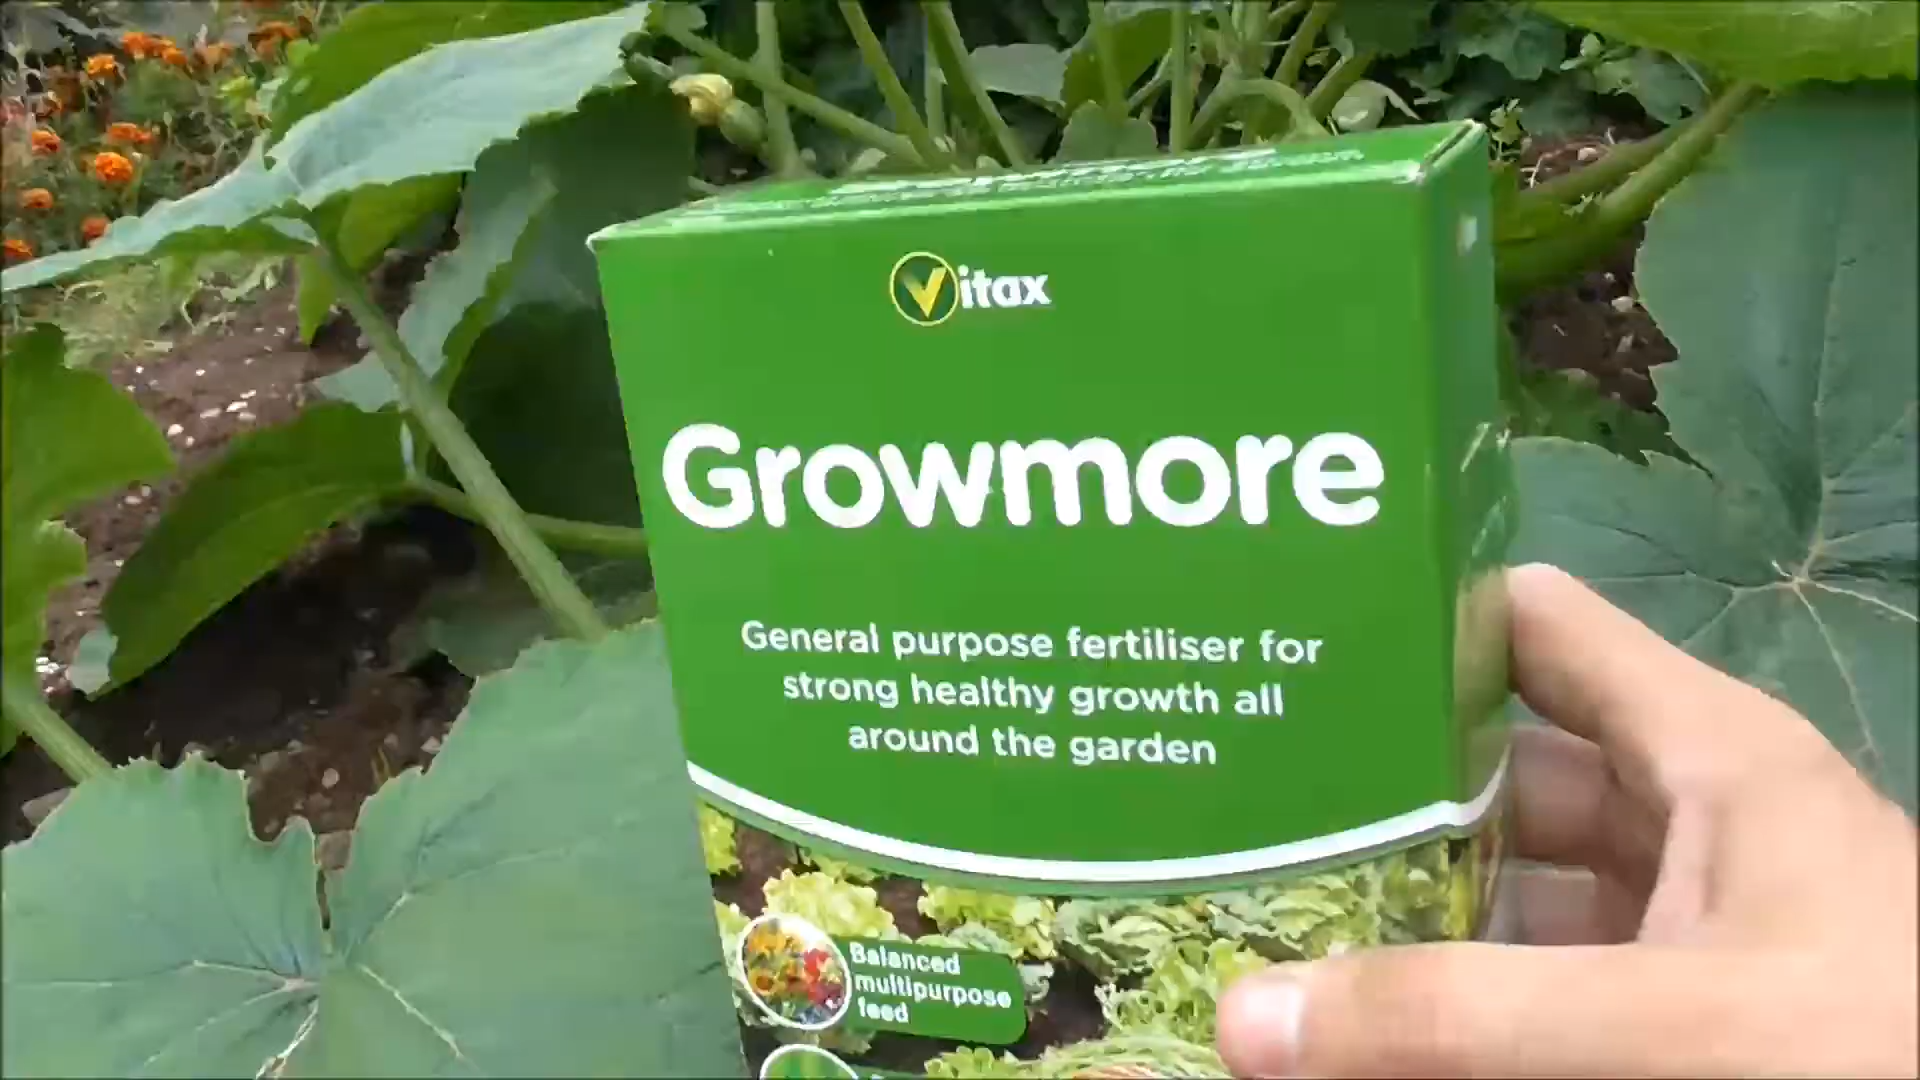 Vitax
Growmore
General purpose fertiliser for
strong healthy growth all
around the garden
Balanced
multipurpose
feed